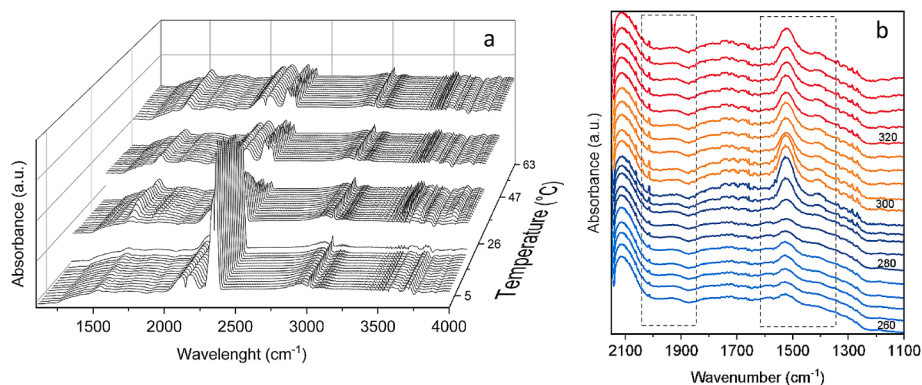 a
Absorbance (a.u.)
63
47
26
5
Temperature (°C)
1500 2000 2500 3000 3500 4000
Wavelenght (cm-1)
b
Absorbance (a.u.)
320
300
280
260
2100 1900 1700 1500 1300 1100
Wavenumber (cm-1)